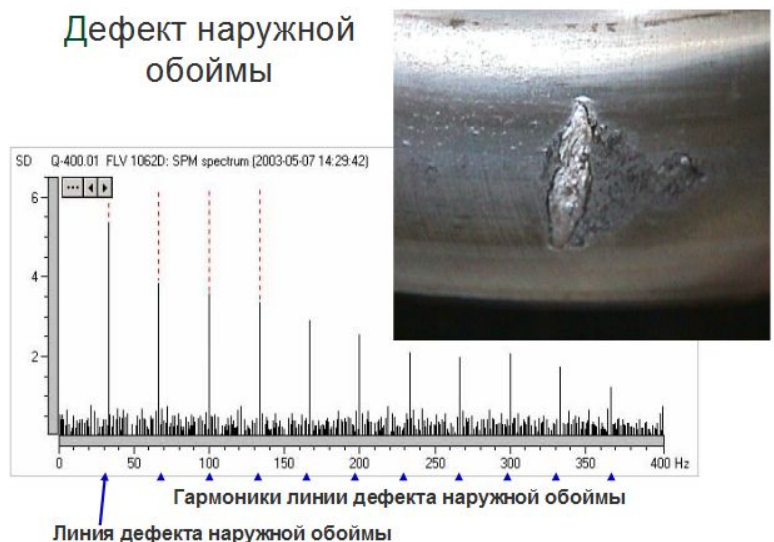 Дефект наружной
обоймы
SD Q-400.01 FLV 1062D: SPM spectrum (2003-05-07 14:29:42)
6
4
2
0 50 100 150 200 250 300 350 400 Hz
Гармоники линии дефекта наружной обоймы
Линия дефекта наружной обоймы